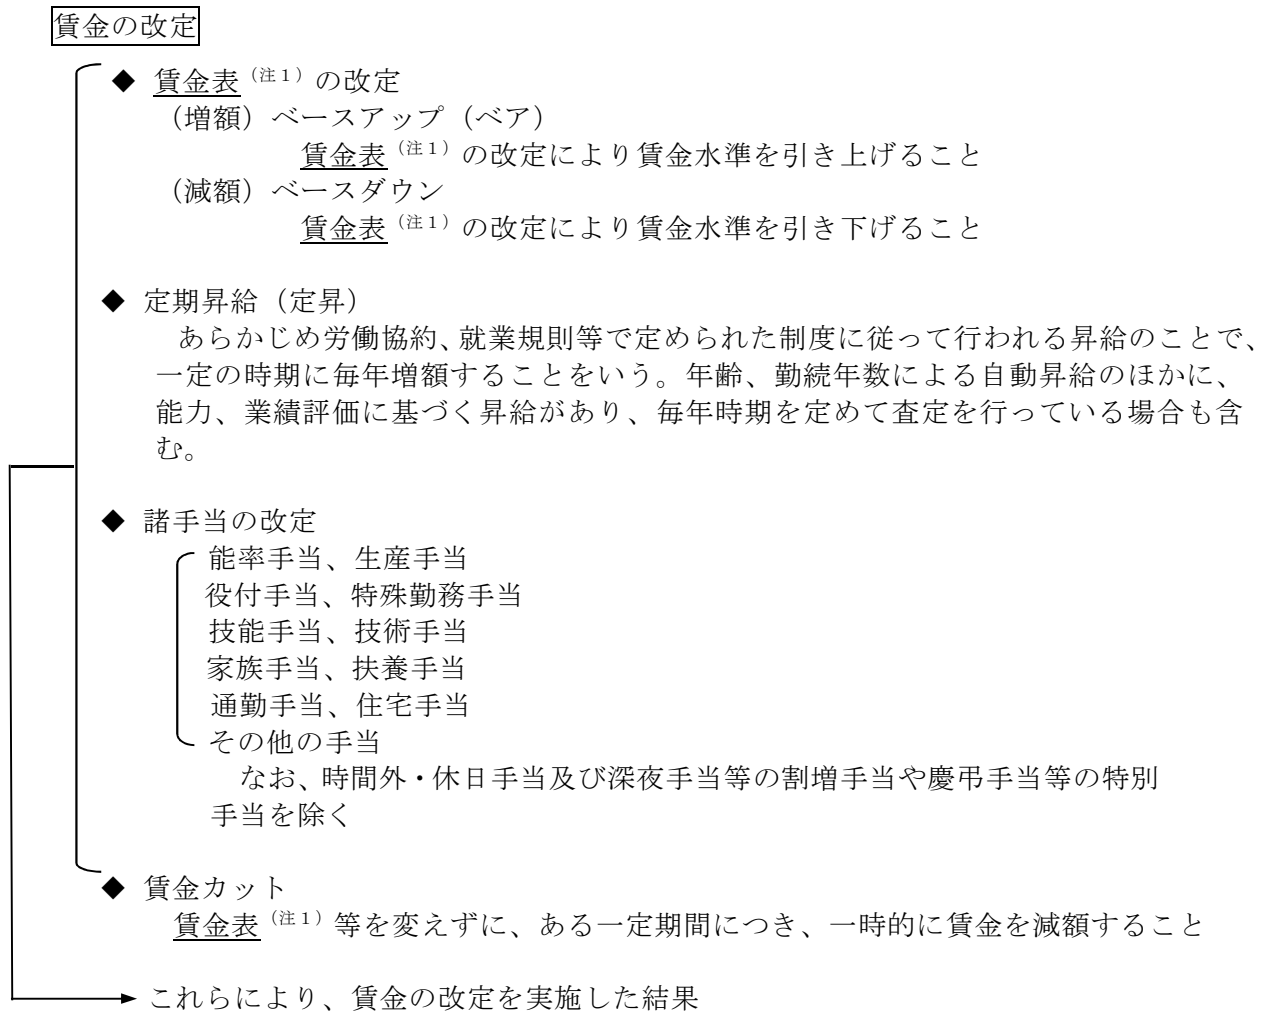 賃金の改定
◆ 賃金表（注１）の改定
（増額）ベースアップ（ベア）
賃金表（注１）の改定により賃金水準を引き上げること
（減額）ベースダウン
賃金表（注１）の改定により賃金水準を引き下げること
◆ 定期昇給（定昇）
あらかじめ労働協約、就業規則等で定められた制度に従って行われる昇給のことで、
一定の時期に毎年増額することをいう。年齢、勤続年数による自動昇給のほかに、
能力、業績評価に基づく昇給があり、毎年時期を定めて査定を行っている場合も含
む。
◆ 諸手当の改定
能率手当、生産手当
役付手当、特殊勤務手当
技能手当、技術手当
家族手当、扶養手当
通勤手当、住宅手当
その他の手当
なお、時間外・休日手当及び深夜手当等の割増手当や慶弔手当等の特別
手当を除く
◆ 賃金カット
賃金表（注１）等を変えずに、ある一定期間につき、一時的に賃金を減額すること
これらにより、賃金の改定を実施した結果